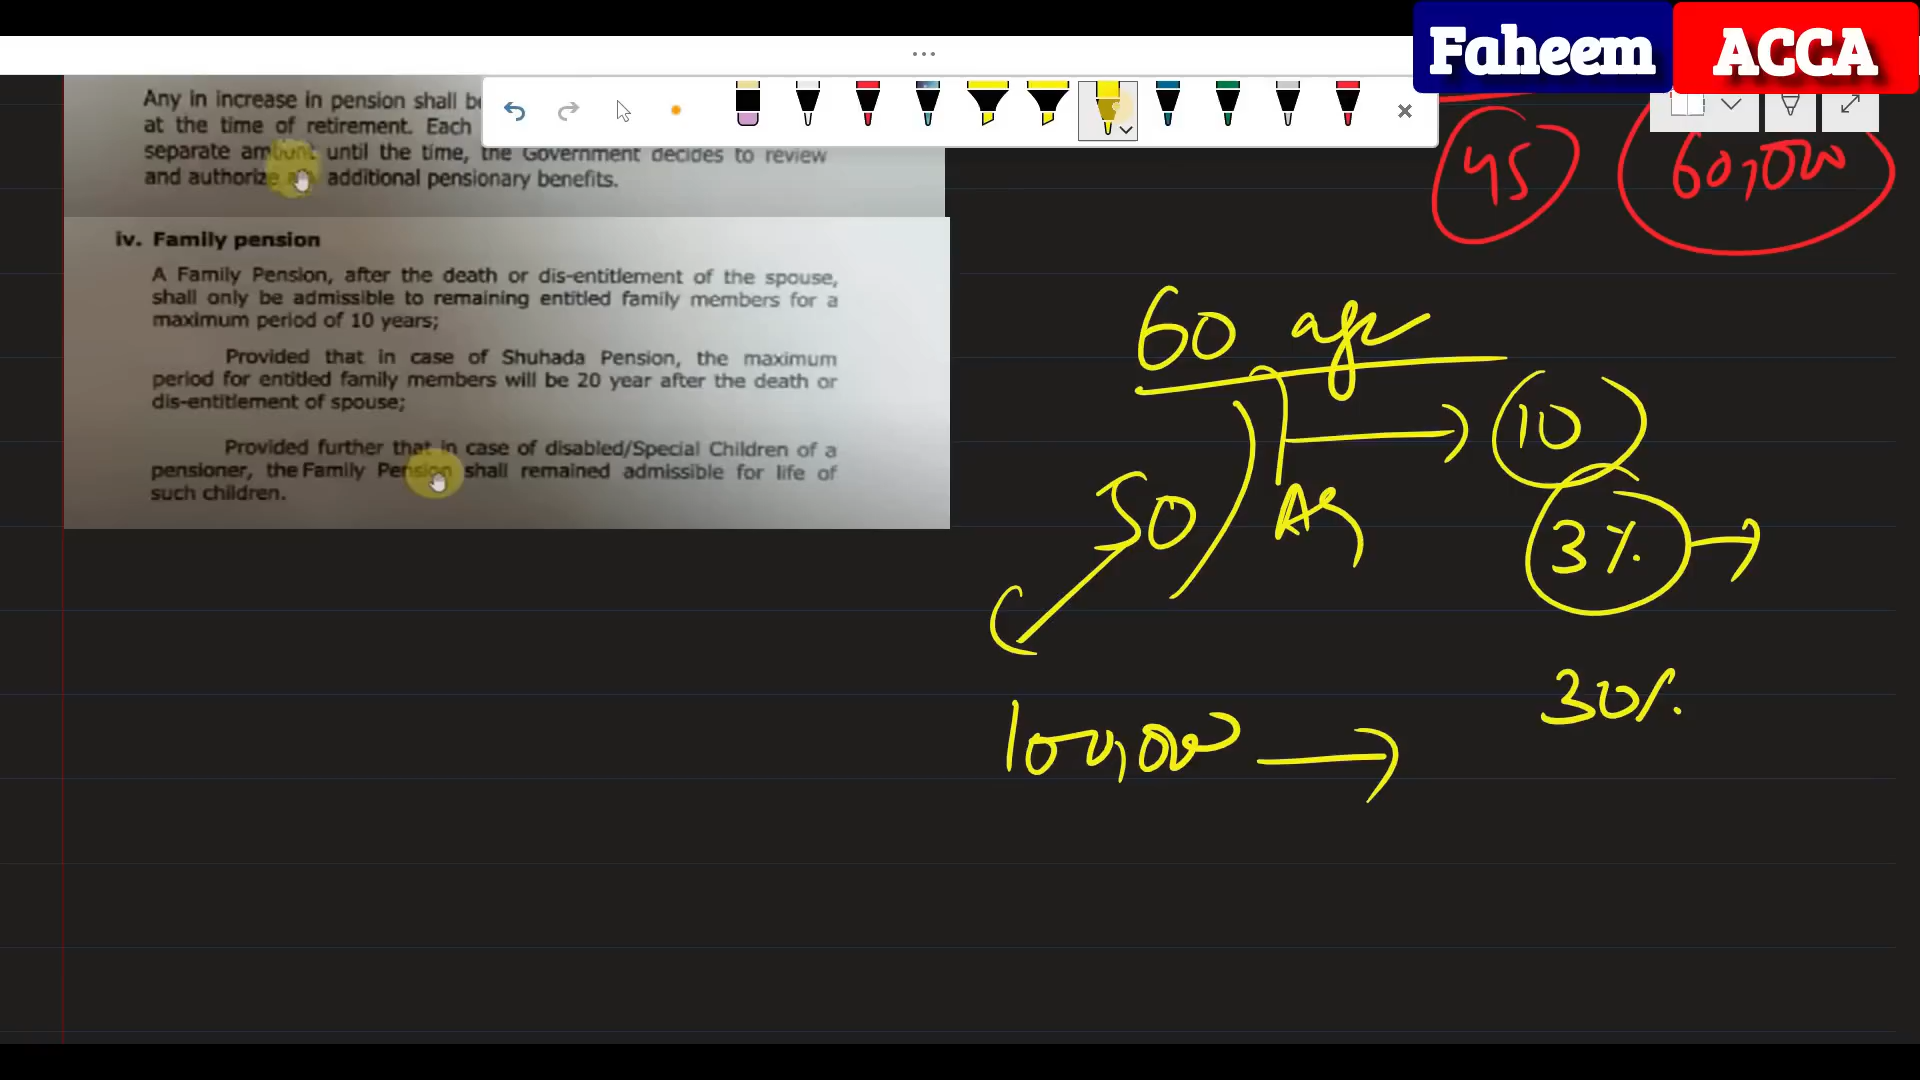 Faheem ACCA
Any in increase in pension shall be
at the time of retirement. Each
separate amount until the time, the Government decides to review
and authorize additional pensionary benefits.
iv. Family pension
A Family Pension, after the death or dis-entitlement of the spouse,
shall only be admissible to remaining entitled family members for a
maximum period of 10 years;
Provided that in case of Shuhada Pension, the maximum
period for entitled family members will be 20 year after the death or
dis-entitlement of spouse;
Provided further that in case of disabled/Special Children of a
pensioner, the Family Pension shall remained admissible for life of
such children.
45 60,000
60 age
10
50
3%
30%
100,000